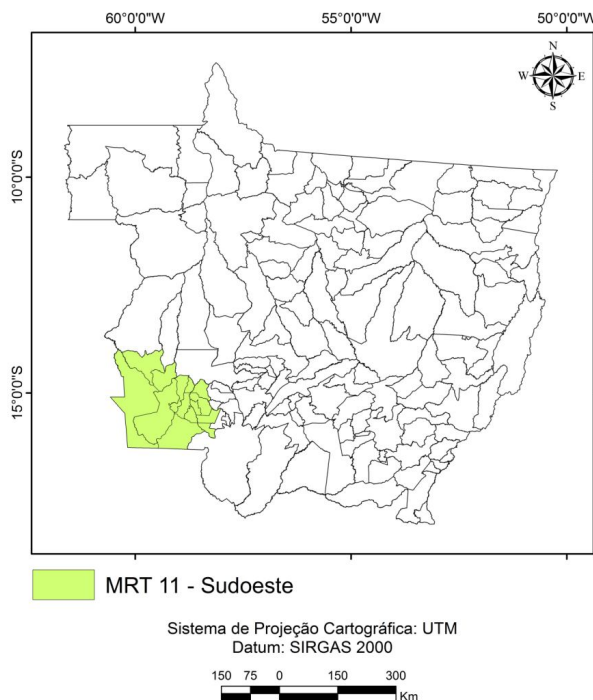 60°0'0"W 55°0'0"W 50°0'0"W
N
W E
S
10°0'0"S
15°0'0"S
MRT 11 - Sudoeste
Sistema de Projeção Cartográfica: UTM
Datum: SIRGAS 2000
150 75 0 150 300
Km